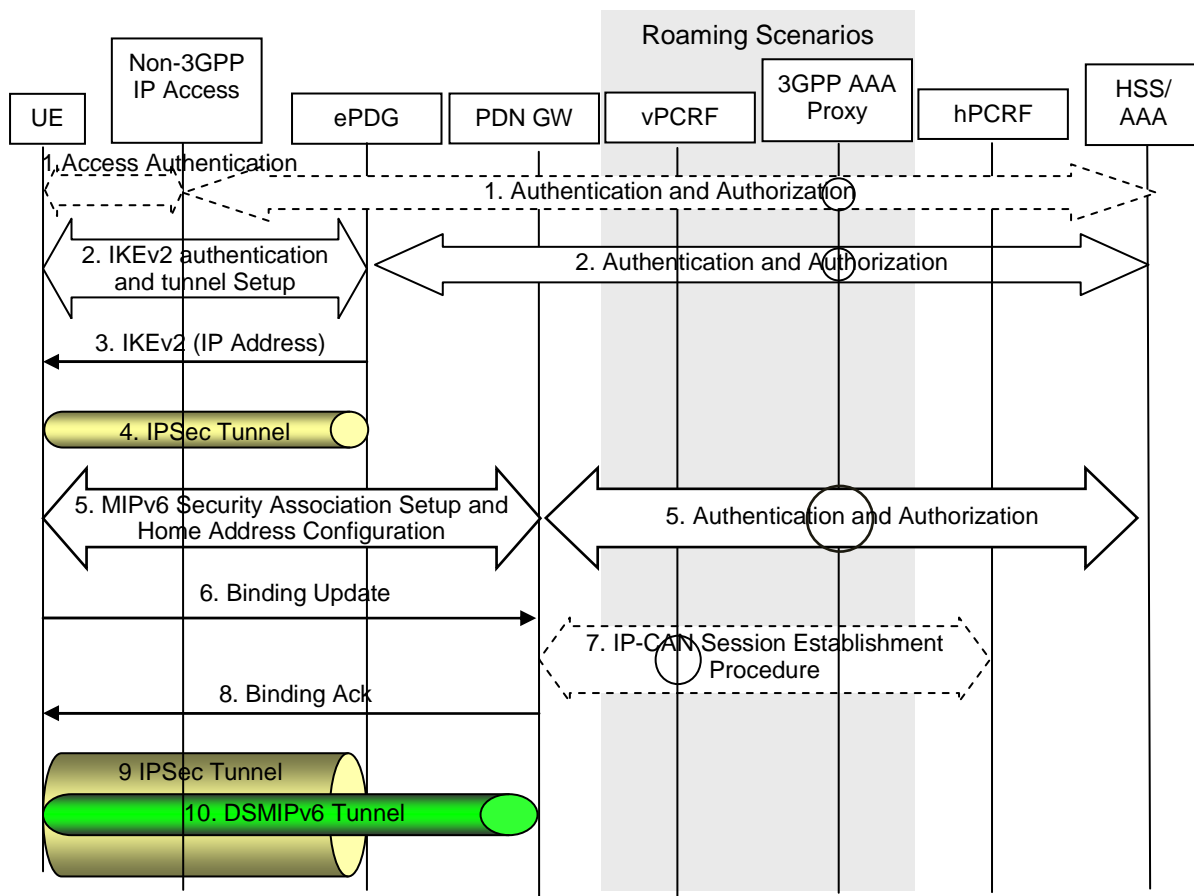 Roaming Scenarios
Non-3GPP
IP Access
3GPP AAA
Proxy
HSS/
AAA
UE
ePDG
PDN GW
vPCRF
hPCRF
1.Access Authentication
1. Authentication and Authorization
2. IKEv2 authentication
and tunnel Setup
2. Authentication and Authorization
3. IKEv2 (IP Address)
4. IPSec Tunnel
5. MIPv6 Security Association Setup and
Home Address Configuration
5. Authentication and Authorization
6. Binding Update
7. IP-CAN Session Establishment
Procedure
8. Binding Ack
9 IPSec Tunnel
10. DSMIPv6 Tunnel